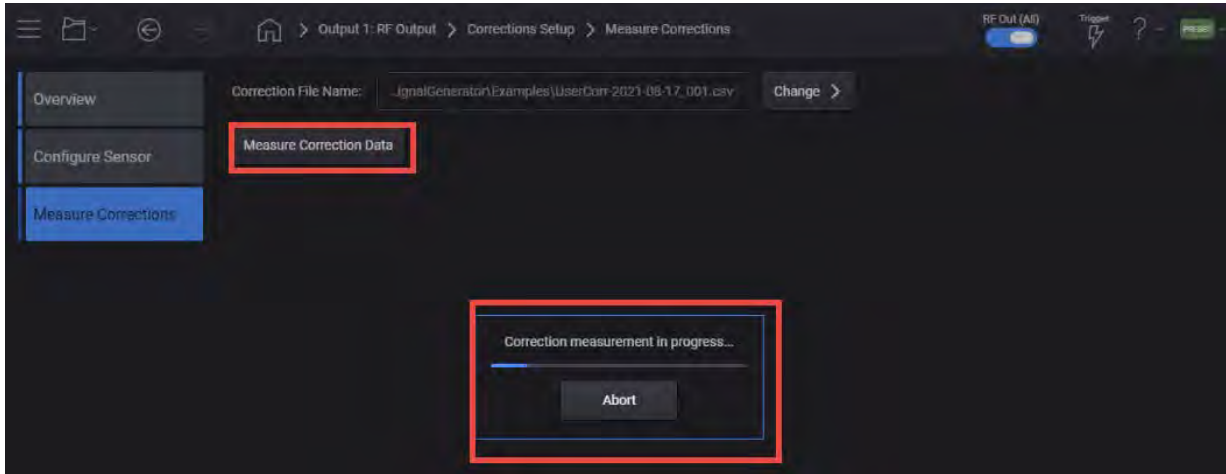 > Output 1: RF Output > Corrections Setup > Measure Corrections
RF Out (All)
Trigger
?
PRESET
Overview
Correction File Name:
..ignalGenerator\Examples\UserCorr-2021-08-17_001.csv
Change >
Configure Sensor
Measure Correction Data
Measure Corrections
Correction measurement in progress...
Abort